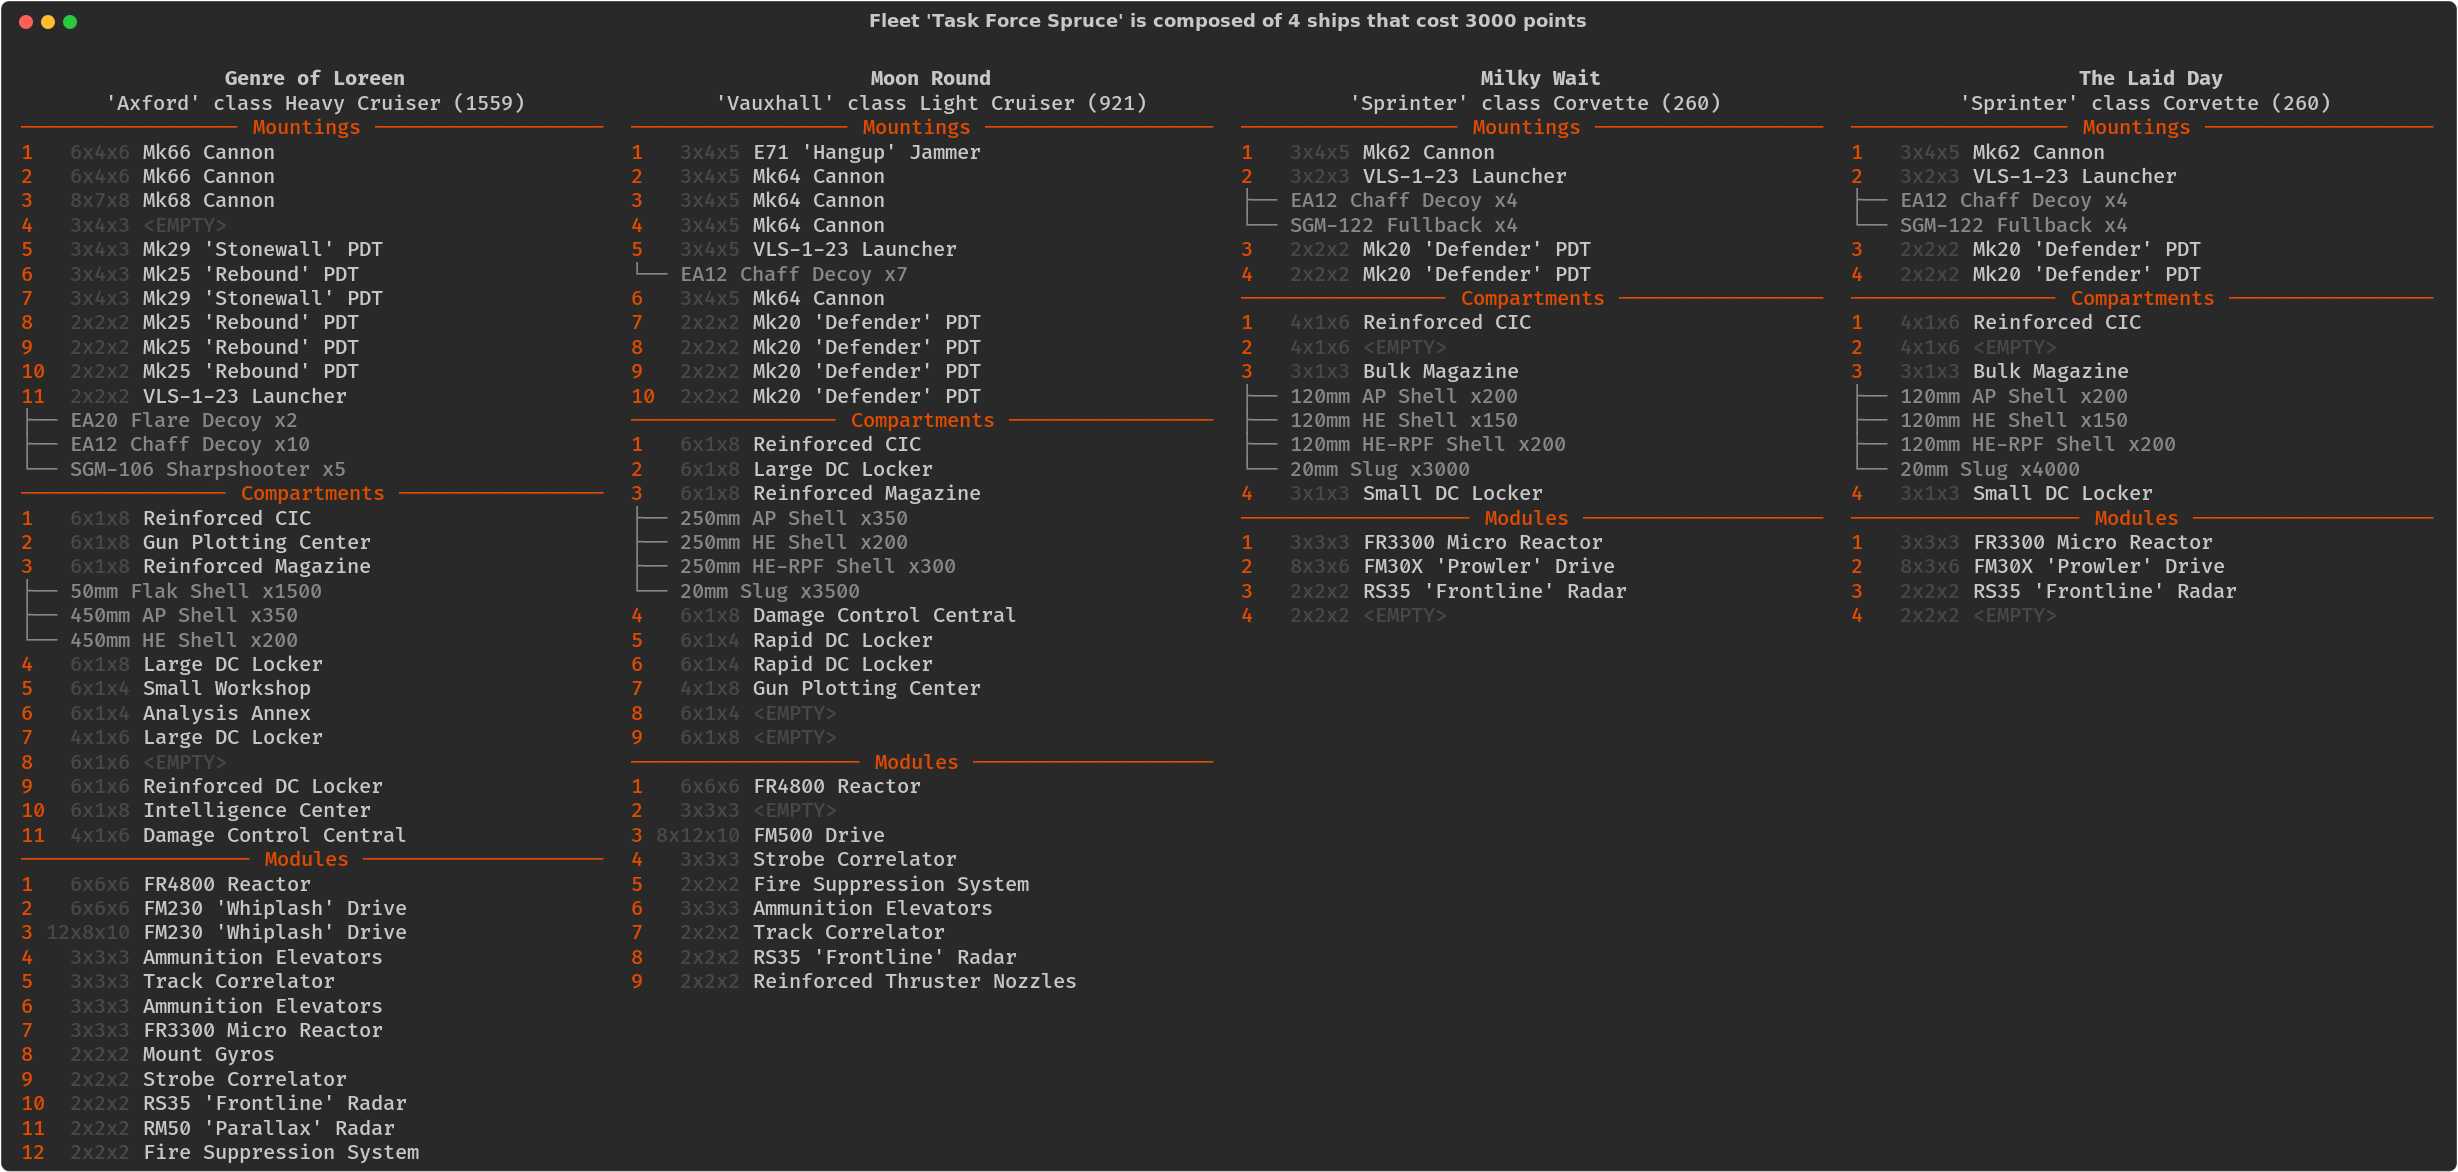 Fleet 'Task Force Spruce' is composed of 4 ships that cost 3000 points
Genre of Loreen
'Axford' class Heavy Cruiser (1559)
Mountings
1 6x4x6 Mk66 Cannon
2 6x4x6 Mk66 Cannon
3 8x7x8 Mk68 Cannon
4 3x4x3 <EMPTY>
5 3x4x3 Mk29 'Stonewall' PDT
6 3x4x3 Mk25 'Rebound' PDT
7 3x4x3 Mk29 'Stonewall' PDT
8 2x2x2 Mk25 'Rebound' PDT
9 2x2x2 Mk25 'Rebound' PDT
10 2x2x2 Mk25 'Rebound' PDT
11 2x2x2 VLS-1-23 Launcher
├── EA20 Flare Decoy x2
├── EA12 Chaff Decoy x10
└── SGM-106 Sharpshooter x5
Compartments
1 6x1x8 Reinforced CIC
2 6x1x8 Gun Plotting Center
3 6x1x8 Reinforced Magazine
├── 50mm Flak Shell x1500
├── 450mm AP Shell x350
└── 450mm HE Shell x200
4 6x1x8 Large DC Locker
5 6x1x4 Small Workshop
6 6x1x4 Analysis Annex
7 4x1x6 Large DC Locker
8 6x1x6 <EMPTY>
9 6x1x6 Reinforced DC Locker
10 6x1x8 Intelligence Center
11 4x1x6 Damage Control Central
Modules
1 6x6x6 FR4800 Reactor
2 6x6x6 FM230 'Whiplash' Drive
3 12x8x10 FM230 'Whiplash' Drive
4 3x3x3 Ammunition Elevators
5 3x3x3 Track Correlator
6 3x3x3 Ammunition Elevators
7 3x3x3 FR3300 Micro Reactor
8 2x2x2 Mount Gyros
9 2x2x2 Strobe Correlator
10 2x2x2 RS35 'Frontline' Radar
11 2x2x2 RM50 'Parallax' Radar
12 2x2x2 Fire Suppression System
Moon Round
'Vauxhall' class Light Cruiser (921)
Mountings
1 3x4x5 E71 'Hangup' Jammer
2 3x4x5 Mk64 Cannon
3 3x4x5 Mk64 Cannon
4 3x4x5 Mk64 Cannon
5 3x4x5 VLS-1-23 Launcher
└── EA12 Chaff Decoy x7
6 3x4x5 Mk64 Cannon
7 2x2x2 Mk20 'Defender' PDT
8 2x2x2 Mk20 'Defender' PDT
9 2x2x2 Mk20 'Defender' PDT
10 2x2x2 Mk20 'Defender' PDT
Compartments
1 6x1x8 Reinforced CIC
2 6x1x8 Large DC Locker
3 6x1x8 Reinforced Magazine
├── 250mm AP Shell x350
├── 250mm HE Shell x200
├── 250mm HE-RPF Shell x300
└── 20mm Slug x3500
4 6x1x8 Damage Control Central
5 6x1x4 Rapid DC Locker
6 6x1x4 Rapid DC Locker
7 4x1x8 Gun Plotting Center
8 6x1x4 <EMPTY>
9 6x1x8 <EMPTY>
Modules
1 6x6x6 FR4800 Reactor
2 3x3x3 <EMPTY>
3 8x12x10 FM500 Drive
4 3x3x3 Strobe Correlator
5 2x2x2 Fire Suppression System
6 3x3x3 Ammunition Elevators
7 2x2x2 Track Correlator
8 2x2x2 RS35 'Frontline' Radar
9 2x2x2 Reinforced Thruster Nozzles
Milky Wait
'Sprinter' class Corvette (260)
Mountings
1 3x4x5 Mk62 Cannon
2 3x2x3 VLS-1-23 Launcher
├── EA12 Chaff Decoy x4
└── SGM-122 Fullback x4
3 2x2x2 Mk20 'Defender' PDT
4 2x2x2 Mk20 'Defender' PDT
Compartments
1 4x1x6 Reinforced CIC
2 4x1x6 <EMPTY>
3 3x1x3 Bulk Magazine
├── 120mm AP Shell x200
├── 120mm HE Shell x150
├── 120mm HE-RPF Shell x200
└── 20mm Slug x3000
4 3x1x3 Small DC Locker
Modules
1 3x3x3 FR3300 Micro Reactor
2 8x3x6 FM30X 'Prowler' Drive
3 2x2x2 RS35 'Frontline' Radar
4 2x2x2 <EMPTY>
The Laid Day
'Sprinter' class Corvette (260)
Mountings
1 3x4x5 Mk62 Cannon
2 3x2x3 VLS-1-23 Launcher
├── EA12 Chaff Decoy x4
└── SGM-122 Fullback x4
3 2x2x2 Mk20 'Defender' PDT
4 2x2x2 Mk20 'Defender' PDT
Compartments
1 4x1x6 Reinforced CIC
2 4x1x6 <EMPTY>
3 3x1x3 Bulk Magazine
├── 120mm AP Shell x200
├── 120mm HE Shell x150
├── 120mm HE-RPF Shell x200
└── 20mm Slug x4000
4 3x1x3 Small DC Locker
Modules
1 3x3x3 FR3300 Micro Reactor
2 8x3x6 FM30X 'Prowler' Drive
3 2x2x2 RS35 'Frontline' Radar
4 2x2x2 <EMPTY>